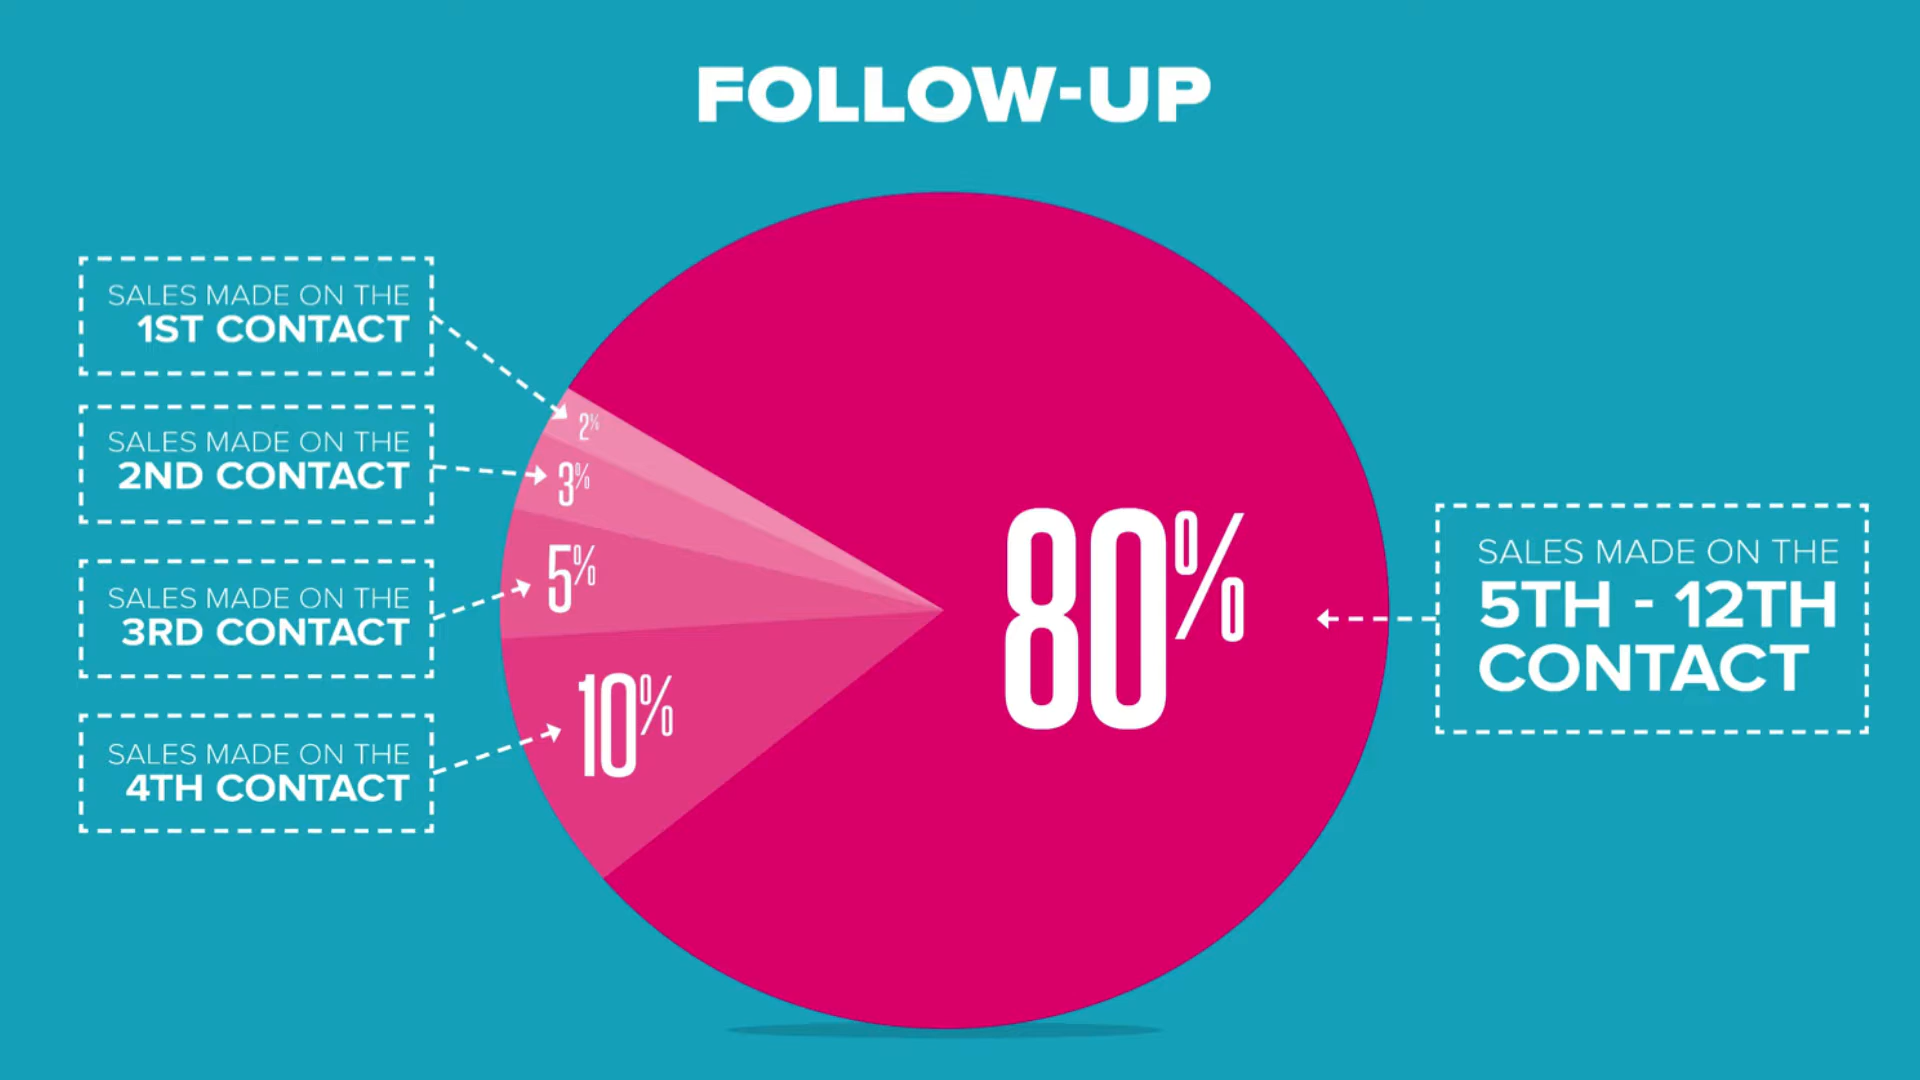 FOLLOW-UP
SALES MADE ON THE
1ST CONTACT
2%
SALES MADE ON THE
2ND CONTACT
3%
SALES MADE ON THE
3RD CONTACT
5%
SALES MADE ON THE
4TH CONTACT
10%
80%
SALES MADE ON THE
5TH - 12TH
CONTACT